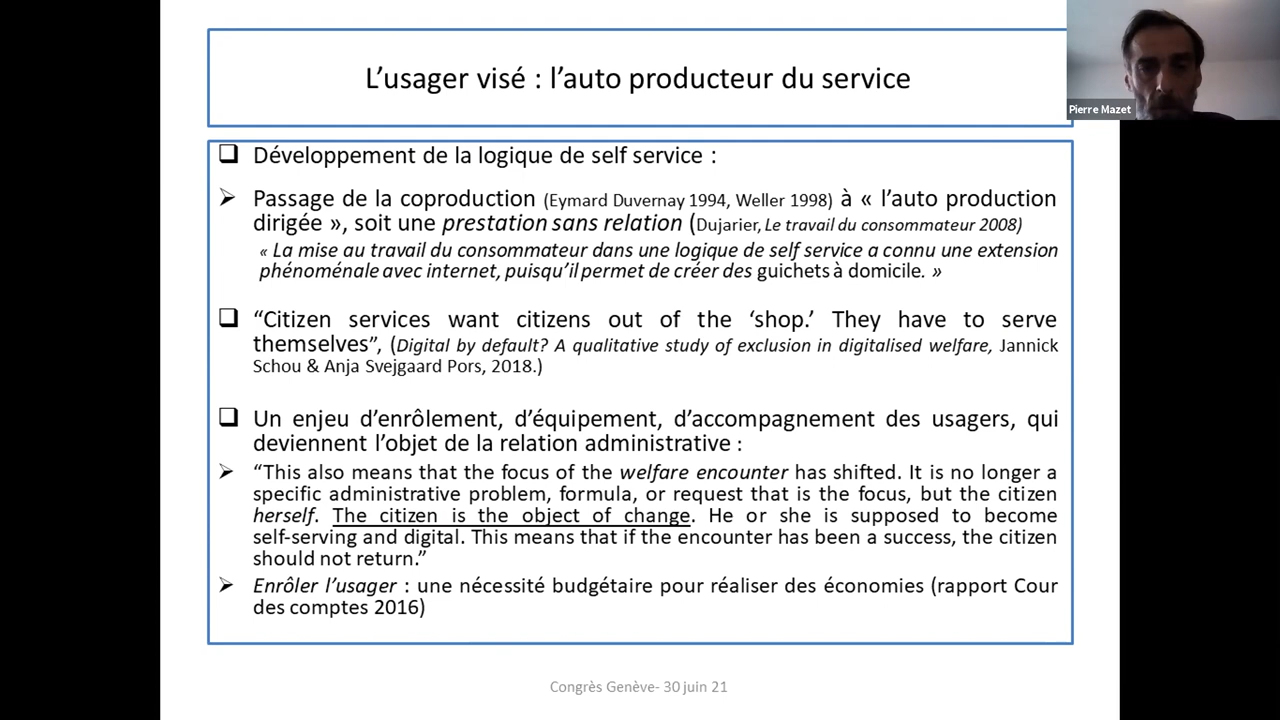 L’usager visé : l’auto producteur du service
Pierre Mazet
Développement de la logique de self service :
Passage de la coproduction (Eymard Duvernay 1994, Weller 1998) à « l’auto production
dirigée », soit une prestation sans relation (Dujarier, Le travail du consommateur 2008)
« La mise au travail du consommateur dans une logique de self service a connu une extension
phénoménale avec internet, puisqu’il permet de créer des guichets à domicile. »
“Citizen services want citizens out of the ‘shop.’ They have to serve
themselves”, (Digital by default? A qualitative study of exclusion in digitalised welfare, Jannick
Schou & Anja Svejgaard Pors, 2018.)
Un enjeu d’enrôlement, d’équipement, d’accompagnement des usagers, qui
deviennent l’objet de la relation administrative :
“This also means that the focus of the welfare encounter has shifted. It is no longer a
specific administrative problem, formula, or request that is the focus, but the citizen
herself. The citizen is the object of change. He or she is supposed to become
self-serving and digital. This means that if the encounter has been a success, the citizen
should not return.”
Enrôler l’usager : une nécessité budgétaire pour réaliser des économies (rapport Cour
des comptes 2016)
Congrès Genève- 30 juin 21